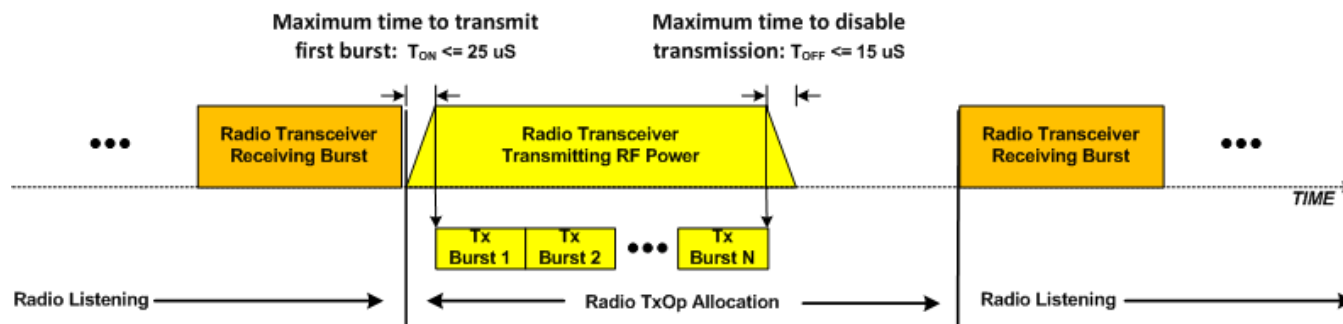 Maximum time to transmit
first burst: TON <= 25 uS
Maximum time to disable
transmission: TOFF <= 15 uS
Radio Transceiver
Receiving Burst
Radio Transceiver
Transmitting RF Power
Radio Transceiver
Receiving Burst
TIME
Tx
Burst 1
Tx
Burst 2
Tx
Burst N
Radio Listening
Radio TxOp Allocation
Radio Listening